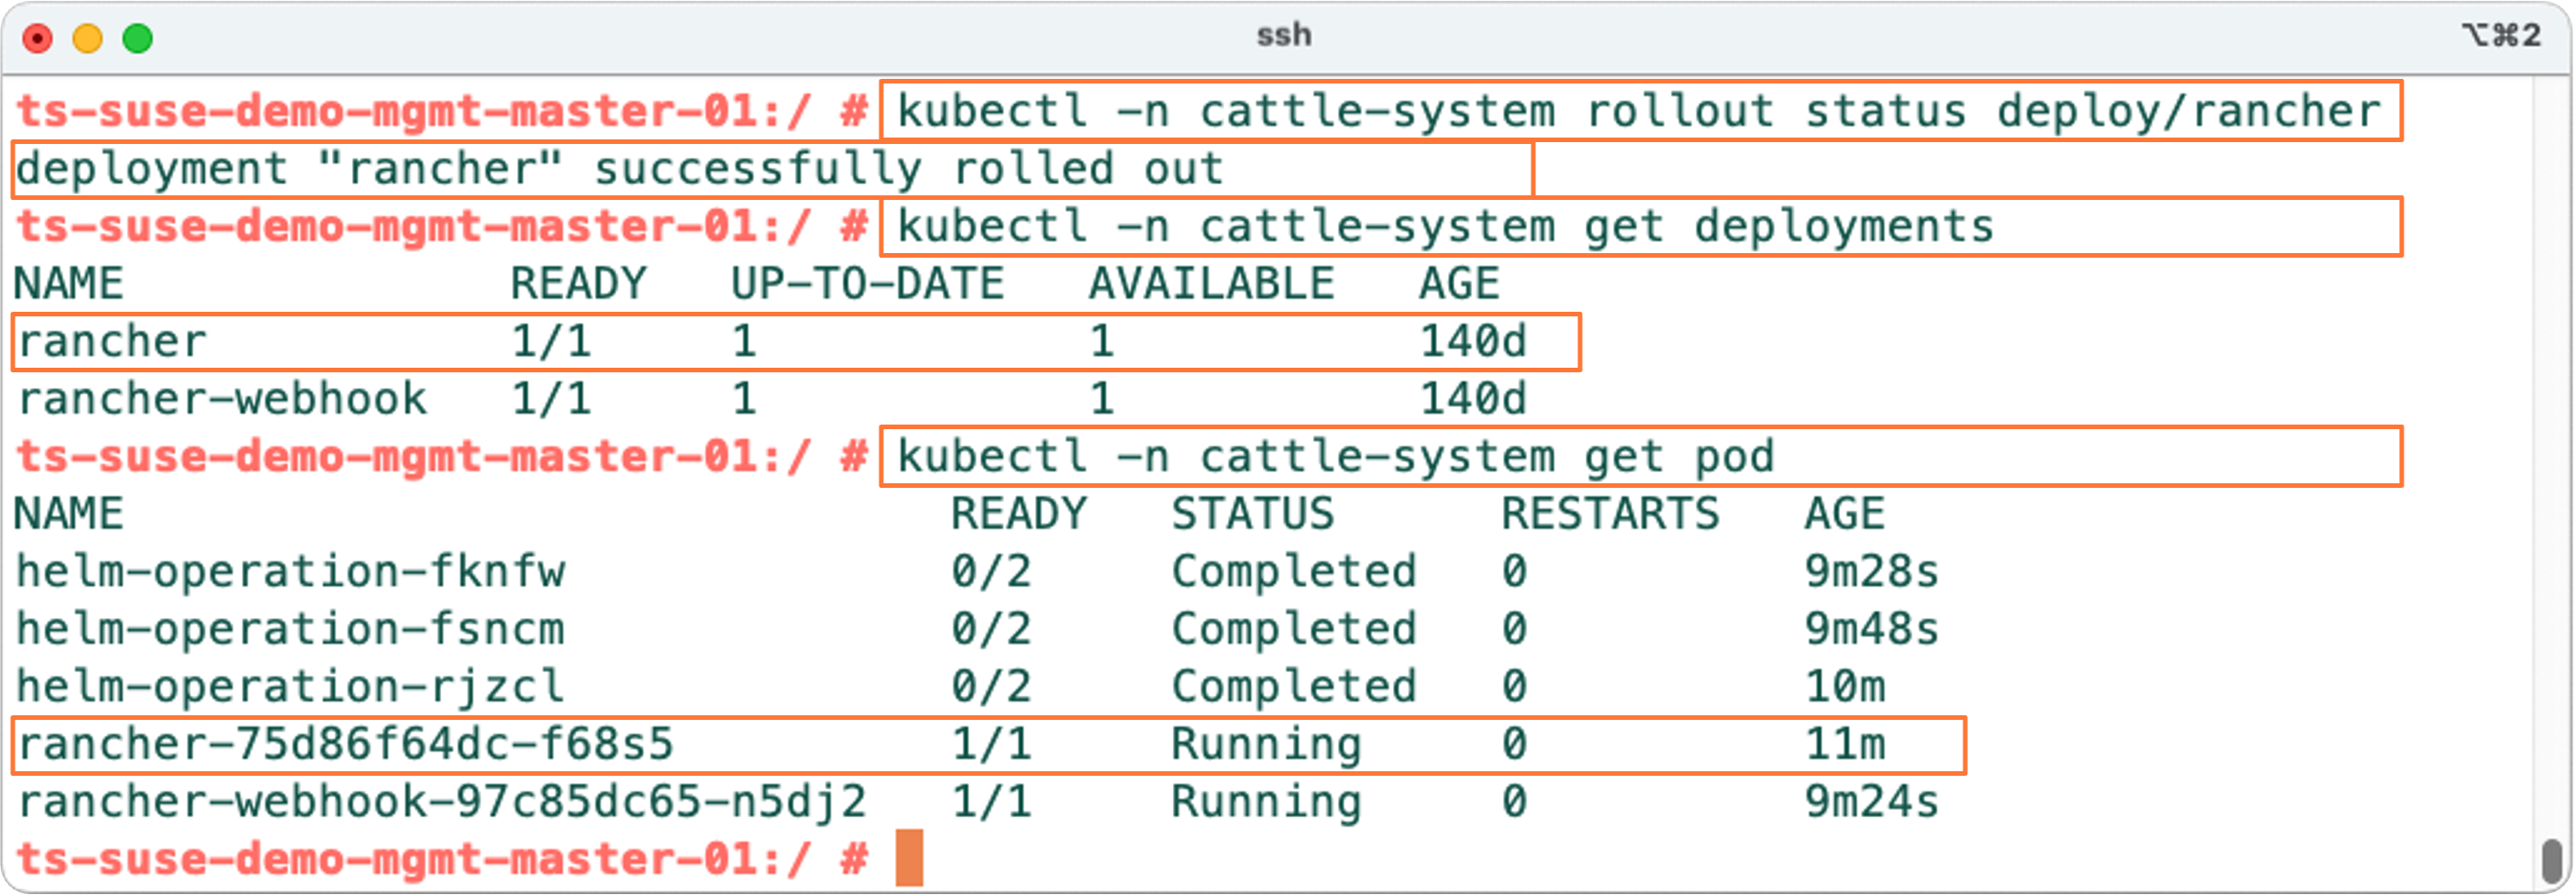 ssh
⌥⌘2
ts-suse-demo-mgmt-master-01:/ # kubectl -n cattle-system rollout status deploy/rancher
deployment "rancher" successfully rolled out
ts-suse-demo-mgmt-master-01:/ # kubectl -n cattle-system get deployments
NAME READY UP-TO-DATE AVAILABLE AGE
rancher 1/1 1 1 140d
rancher-webhook 1/1 1 1 140d
ts-suse-demo-mgmt-master-01:/ # kubectl -n cattle-system get pod
NAME READY STATUS RESTARTS AGE
helm-operation-fknfw 0/2 Completed 0 9m28s
helm-operation-fsncm 0/2 Completed 0 9m48s
helm-operation-rjzcl 0/2 Completed 0 10m
rancher-75d86f64dc-f68s5 1/1 Running 0 11m
rancher-webhook-97c85dc65-n5dj2 1/1 Running 0 9m24s
ts-suse-demo-mgmt-master-01:/ #